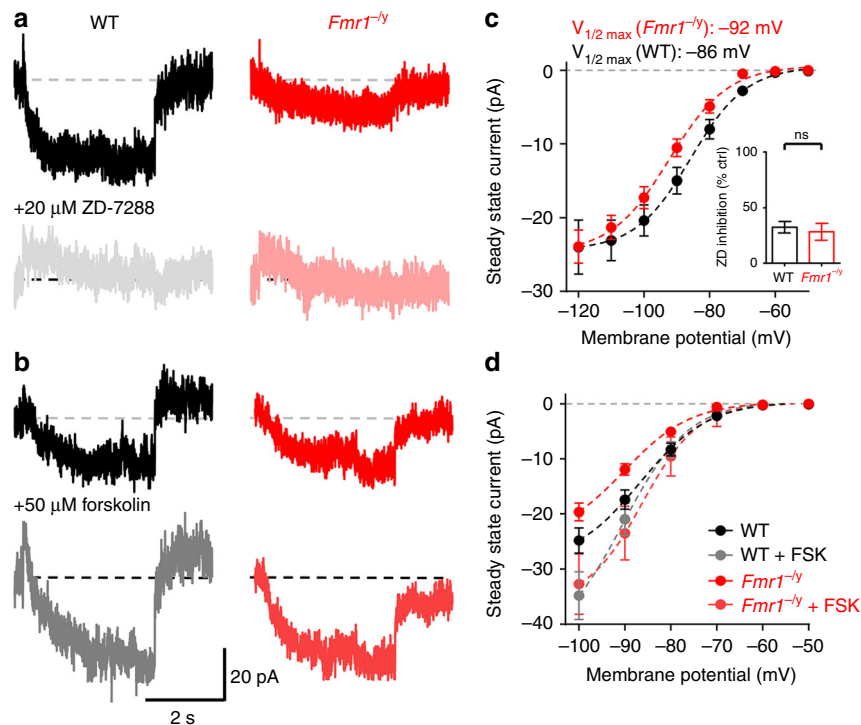 a
WT
Fmr1–/y
+20 μM ZD-7288
b
+50 μM forskolin
20 pA
2 s
c
V1/2 max (Fmr1–/y): –92 mV
V1/2 max (WT): –86 mV
0
–10
–20
–30
Steady state current (pA)
–120
–100
–80
–60
Membrane potential (mV)
ns
100
50
0
ZD inhibition (% ctrl)
WT
Fmr1–/y
d
0
–10
–20
–30
–40
Steady state current (pA)
WT
WT + FSK
Fmr1–/y
Fmr1–/y + FSK
–100
–90
–80
–70
–60
–50
Membrane potential (mV)